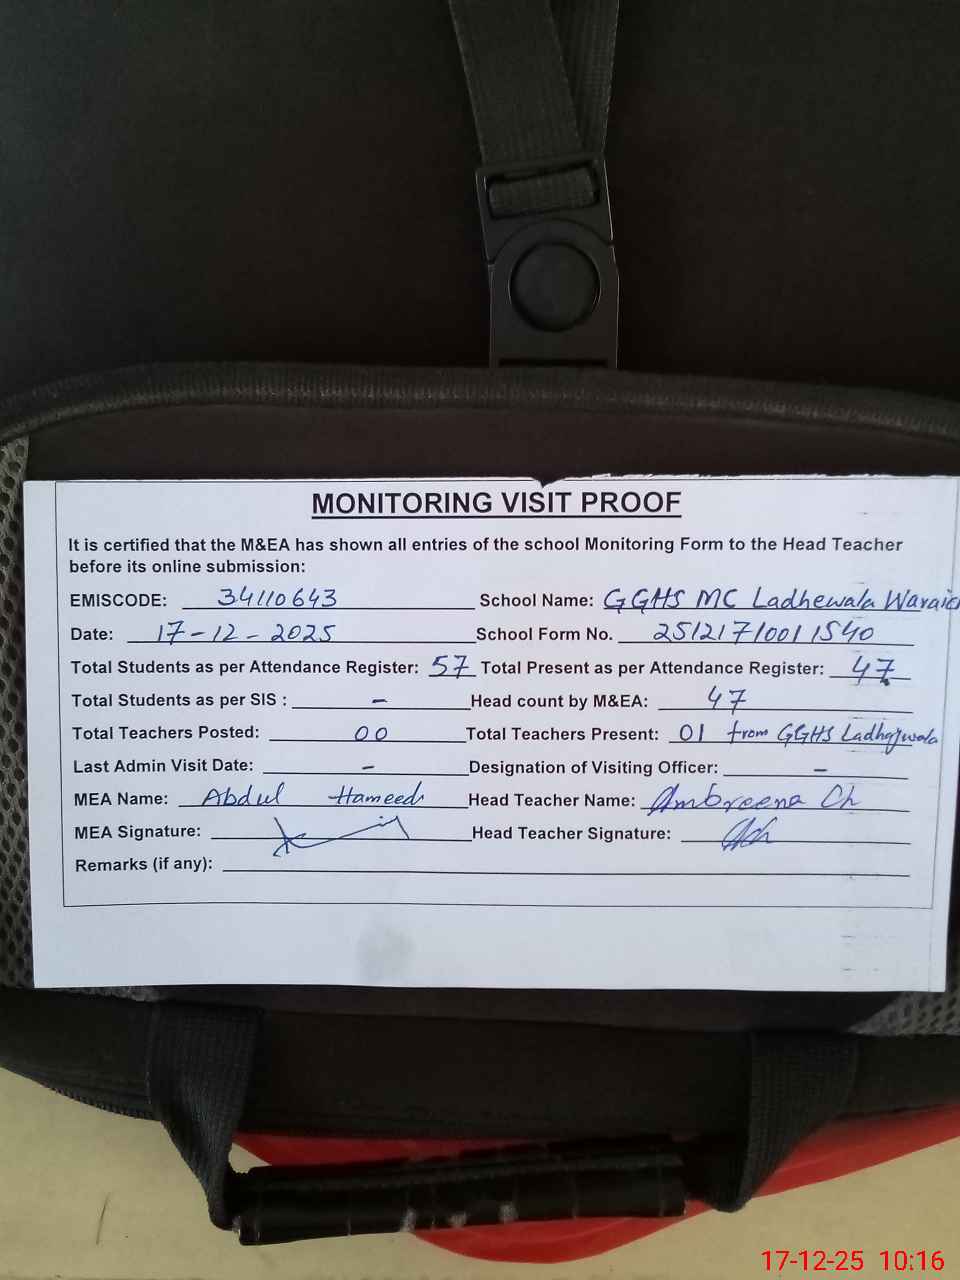 MONITORING VISIT PROOF
It is certified that the M&EA has shown all entries of the school Monitoring Form to the Head Teacher
before its online submission:
EMISCODE: 34110643 School Name: GGHS MC Ladhewala Waraich
Date: 17-12-2025 School Form No. 25121710011540
Total Students as per Attendance Register: 57 Total Present as per Attendance Register: 47
Total Students as per SIS : - Head count by M&EA: 47
Total Teachers Posted: 00 Total Teachers Present: 01 from GGHS Ladhejwala
Last Admin Visit Date: - Designation of Visiting Officer: -
MEA Name: Abdul Hameed Head Teacher Name: Ambreena Ch
MEA Signature: Head Teacher Signature:
Remarks (if any):
17-12-25 10:16